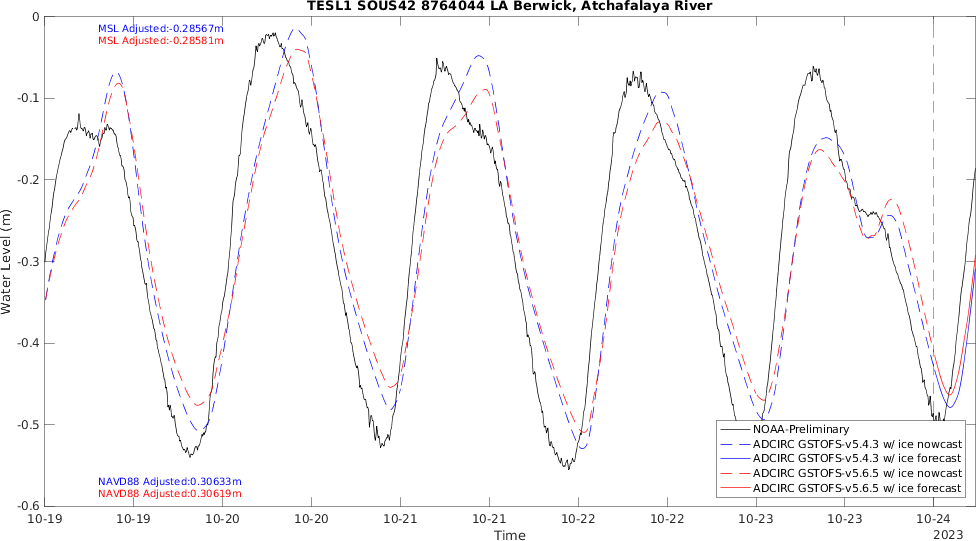 TESL1 SOUS42 8764044 LA Berwick, Atchafalaya River
0
-0.1
-0.2
-0.3
-0.4
-0.5
-0.6
Water Level (m)
MSL Adjusted:-0.28567m
MSL Adjusted:-0.28581m
NAVD88 Adjusted:0.30633m
NAVD88 Adjusted:0.30619m
NOAA-Preliminary
ADCIRC GSTOFS-v5.4.3 w/ ice nowcast
ADCIRC GSTOFS-v5.4.3 w/ ice forecast
ADCIRC GSTOFS-v5.6.5 w/ ice nowcast
ADCIRC GSTOFS-v5.6.5 w/ ice forecast
10-19 10-19 10-20 10-20 10-21 10-21 10-22 10-22 10-23 10-23 10-24
2023
Time